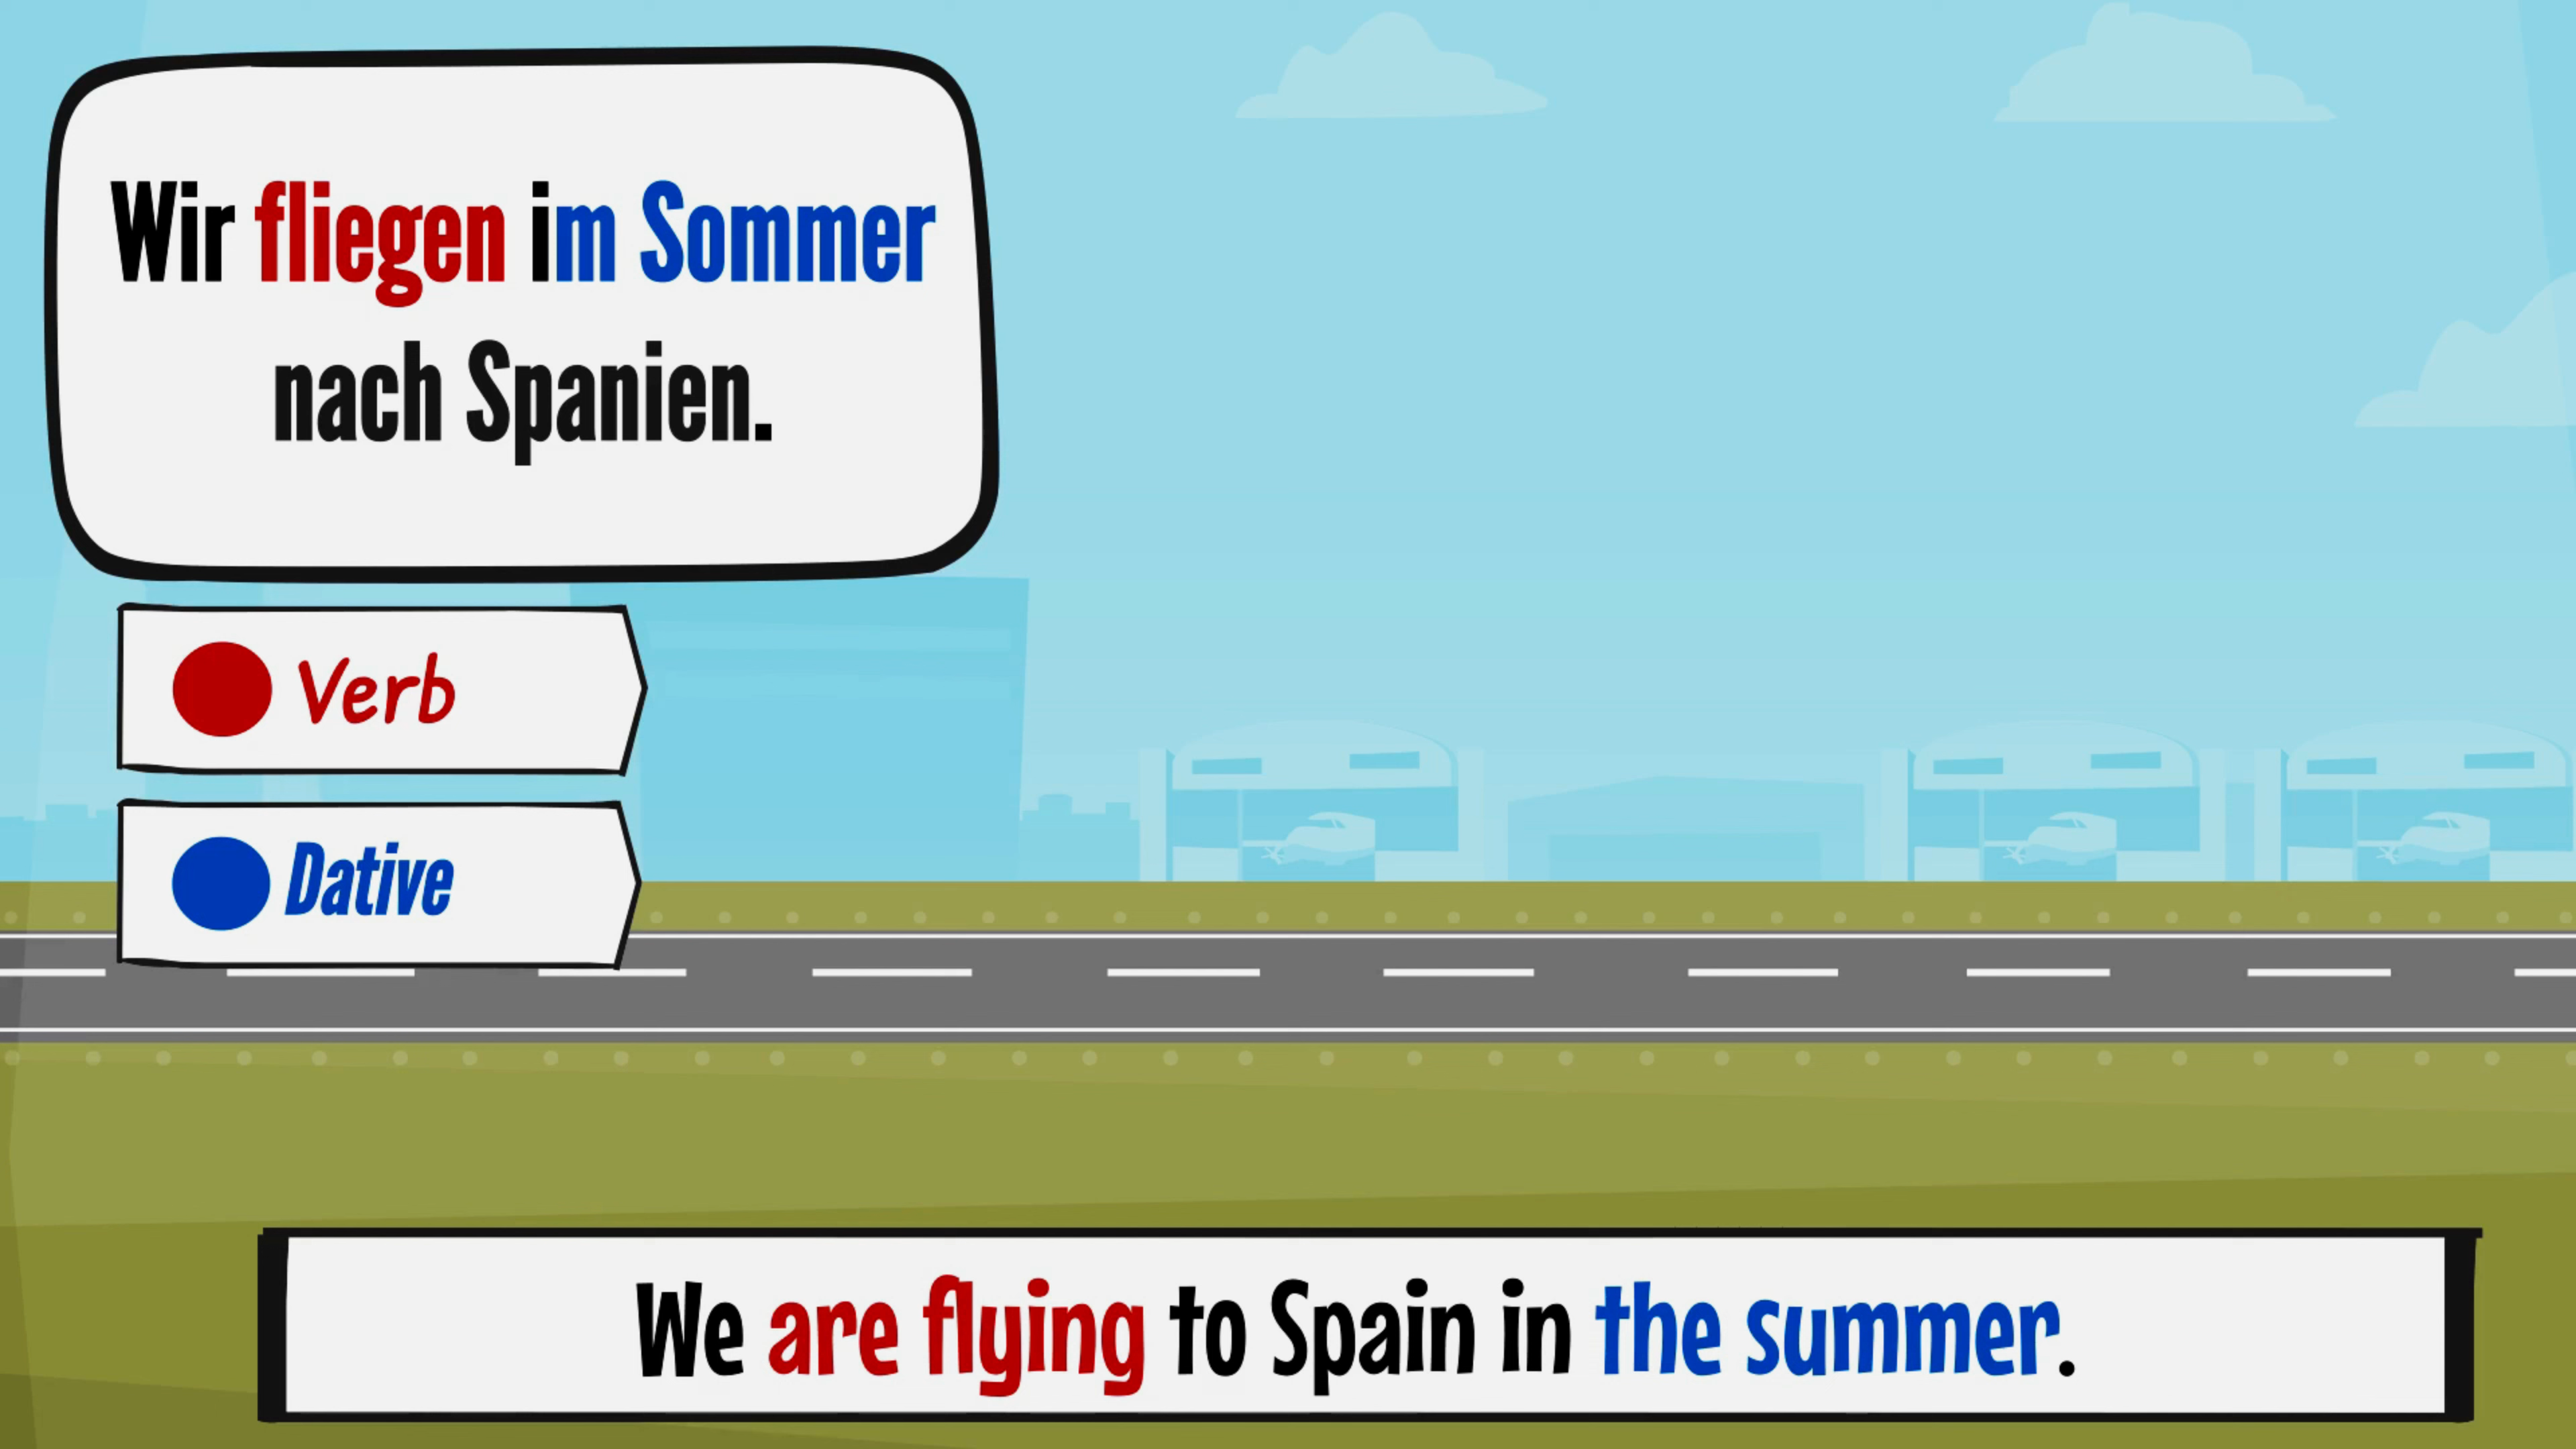 Wir fliegen im Sommer
nach Spanien.
Verb
Dative
We are flying to Spain in the summer.